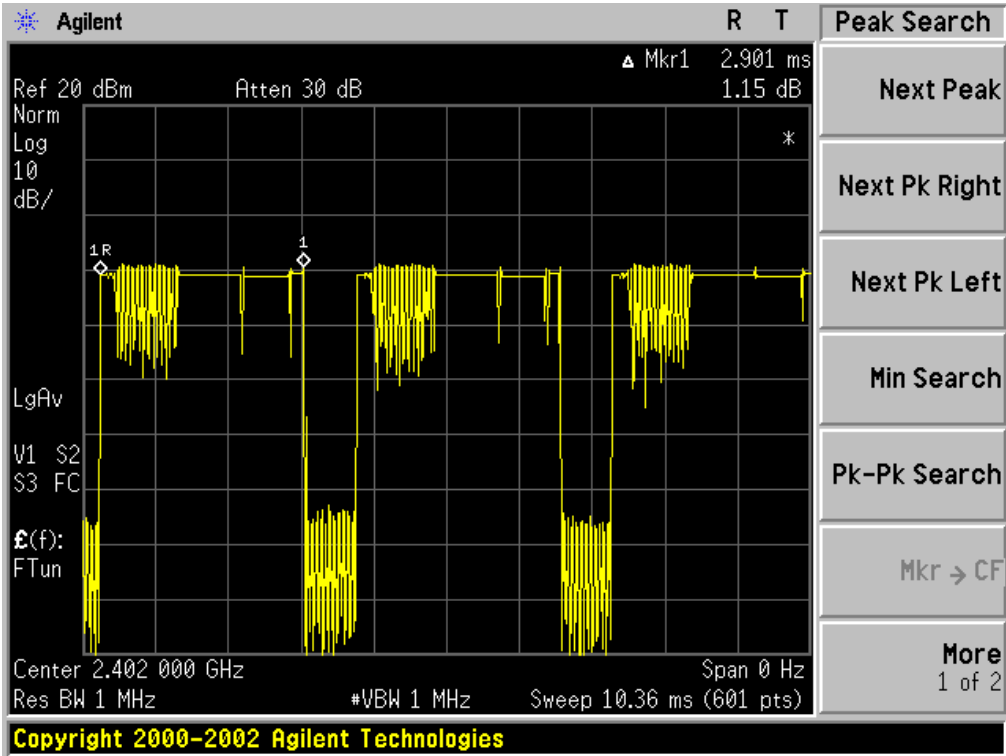 Agilent R T Peak Search
▵ Mkr1 2.901 ms
Ref 20 dBm Atten 30 dB 1.15 dB
Norm
Log
10
dB/
*
1R
1
LgAv
V1 S2
S3 FC
£(f):
FTun
Center 2.402 000 GHz Span 0 Hz
Res BW 1 MHz #VBW 1 MHz Sweep 10.36 ms (601 pts)
Copyright 2000-2002 Agilent Technologies
Next Peak
Next Pk Right
Next Pk Left
Min Search
Pk-Pk Search
Mkr → CF
More
1 of 2